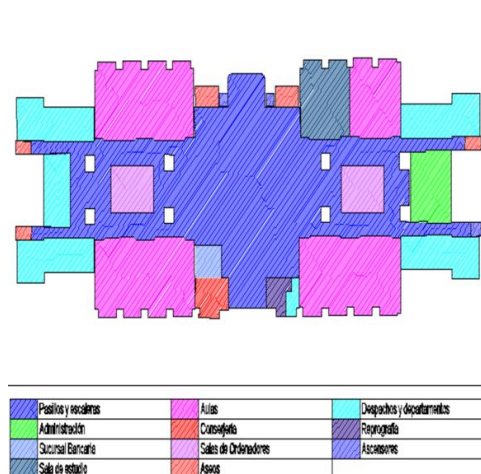 Pasillos y escaleras
Aulas
Despachos y departamentos
Administración
Conserjería
Reprografía
Sucursal Bancaria
Salas de Ordenadores
Ascensores
Sala de estudio
Aseos